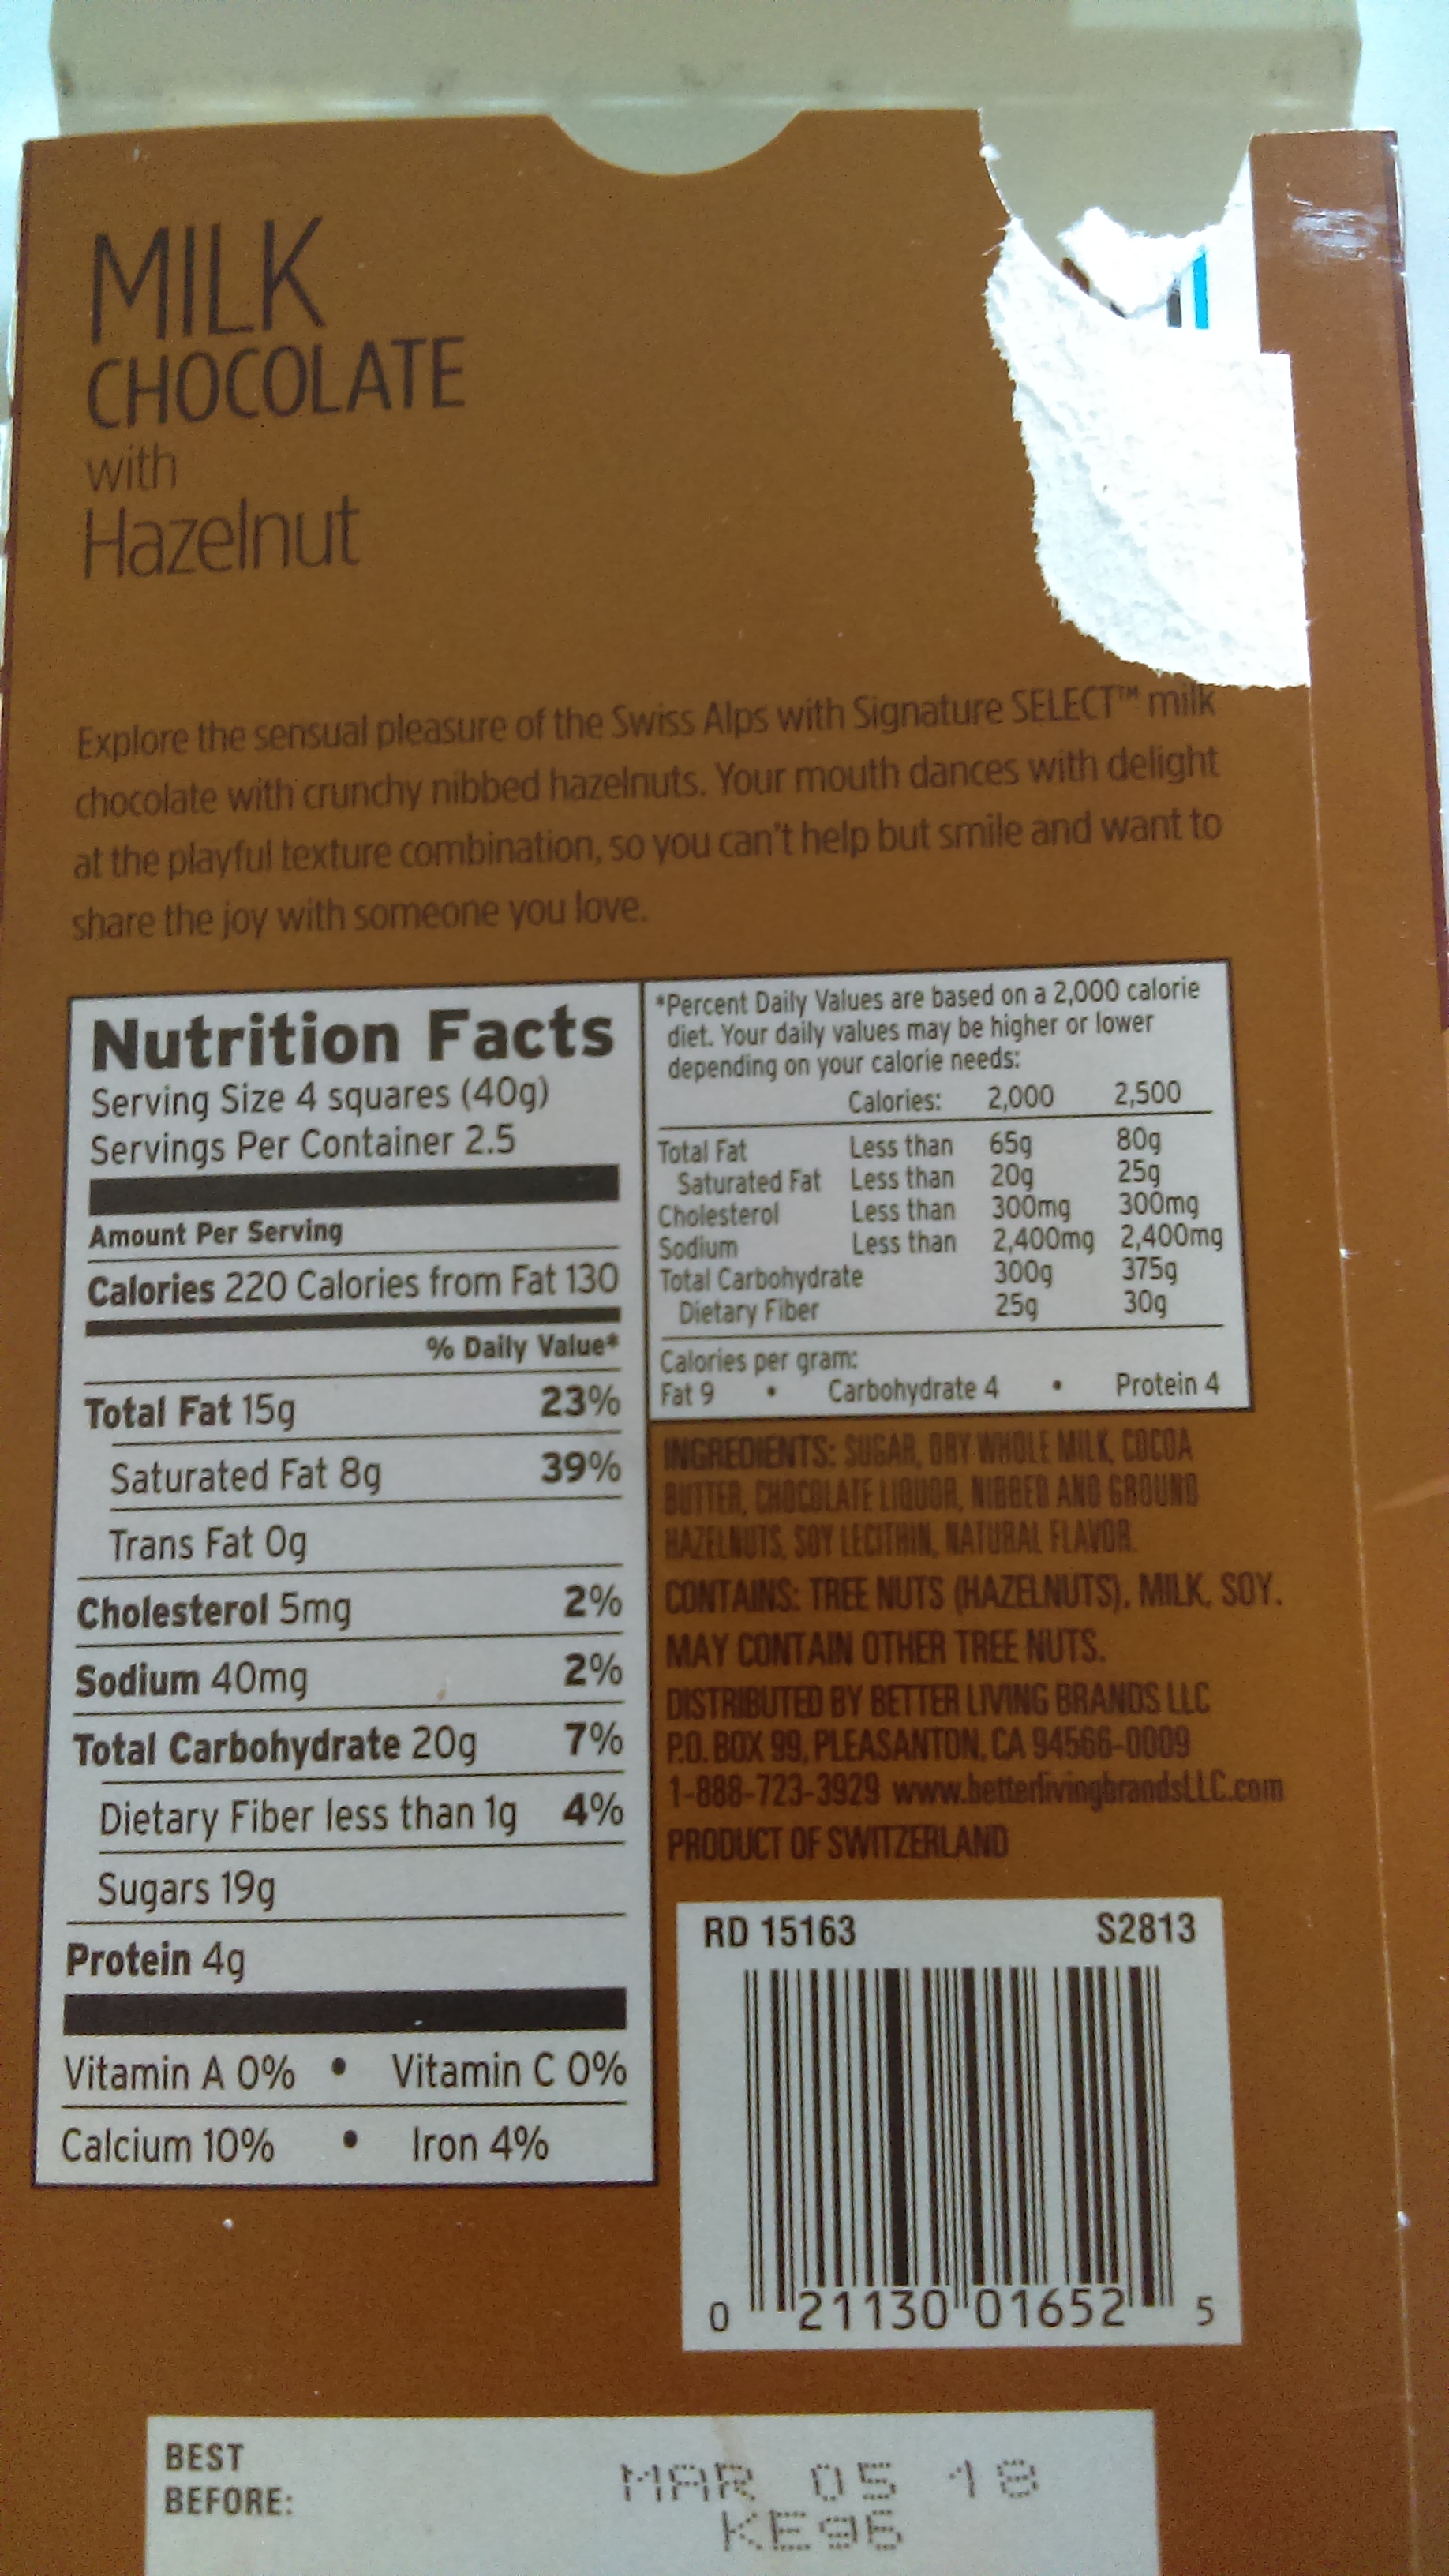 MILK
CHOCOLATE
with
Hazelnut
Explore the sensual pleasure of the Swiss Alps with Signature SELECT™ milk
chocolate with crunchy nibbed hazelnuts. Your mouth dances with delight
at the playful texture combination, so you can't help but smile and want to
share the joy with someone you love.
Nutrition Facts
Serving Size 4 squares (40g)
Servings Per Container 2.5
Amount Per Serving
Calories 220 Calories from Fat 130
% Daily Value*
Total Fat 15g 23%
Saturated Fat 8g 39%
Trans Fat 0g
Cholesterol 5mg 2%
Sodium 40mg 2%
Total Carbohydrate 20g 7%
Dietary Fiber less than 1g 4%
Sugars 19g
Protein 4g
Vitamin A 0% • Vitamin C 0%
Calcium 10% • Iron 4%
*Percent Daily Values are based on a 2,000 calorie
diet. Your daily values may be higher or lower
depending on your calorie needs:
Calories: 2,000 2,500
Total Fat Less than 65g 80g
Saturated Fat Less than 20g 25g
Cholesterol Less than 300mg 300mg
Sodium Less than 2,400mg 2,400mg
Total Carbohydrate 300g 375g
Dietary Fiber 25g 30g
Calories per gram:
Fat 9 • Carbohydrate 4 • Protein 4
INGREDIENTS: SUGAR, DRY WHOLE MILK, COCOA
BUTTER, CHOCOLATE LIQUOR, NIBBED AND GROUND
HAZELNUTS, SOY LECITHIN, NATURAL FLAVOR.
CONTAINS: TREE NUTS (HAZELNUTS), MILK, SOY.
MAY CONTAIN OTHER TREE NUTS.
DISTRIBUTED BY BETTER LIVING BRANDS LLC
P.O. BOX 99, PLEASANTON, CA 94566-0009
1-888-723-3929 www.betterlivingbrandsLLC.com
PRODUCT OF SWITZERLAND
RD 15163 S2813
0 21130 01652 5
BEST
BEFORE:
MAR 05 18
KE96